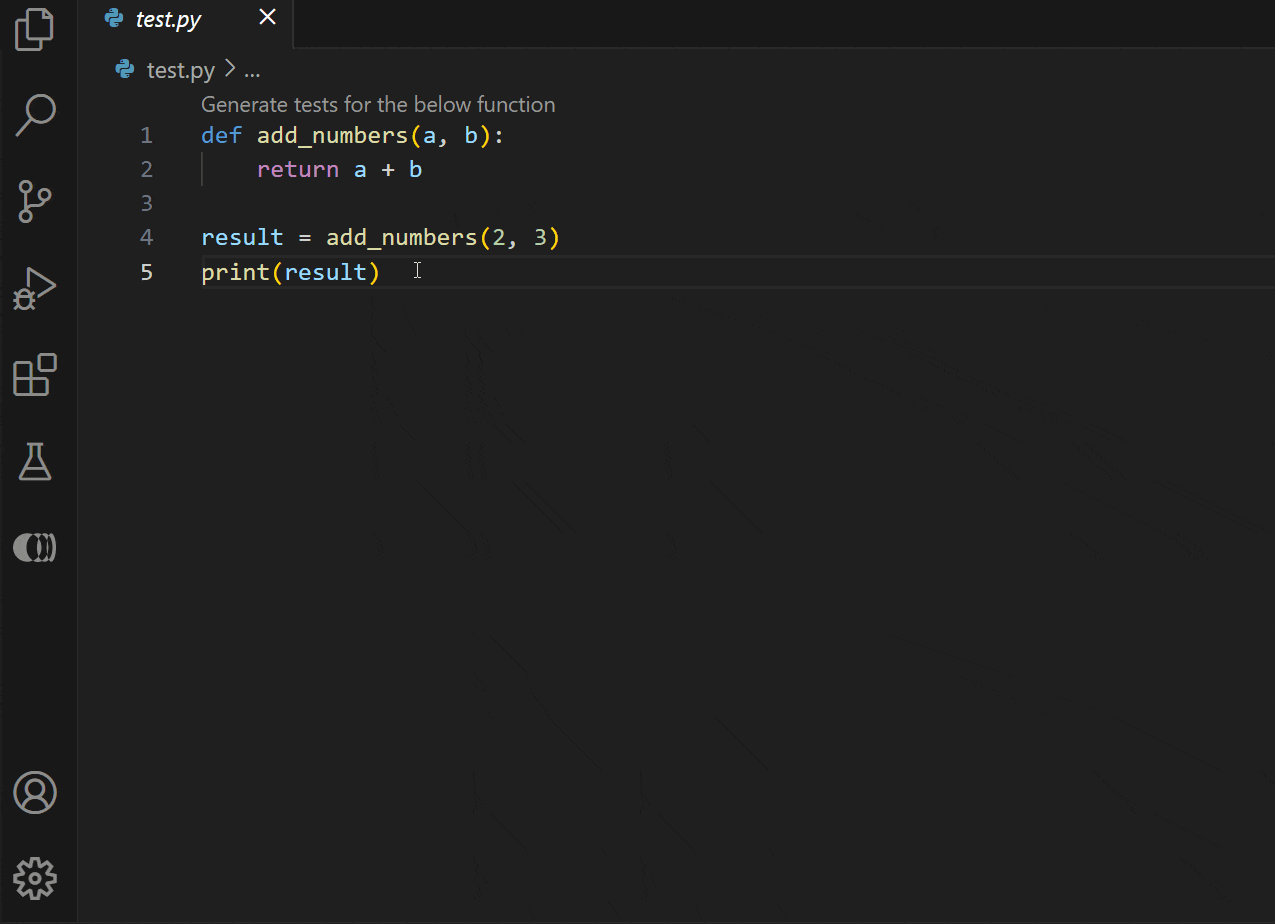 test.py
test.py > ...
Generate tests for the below function
1 def add_numbers(a, b):
2     return a + b
3
4 result = add_numbers(2, 3)
5 print(result)